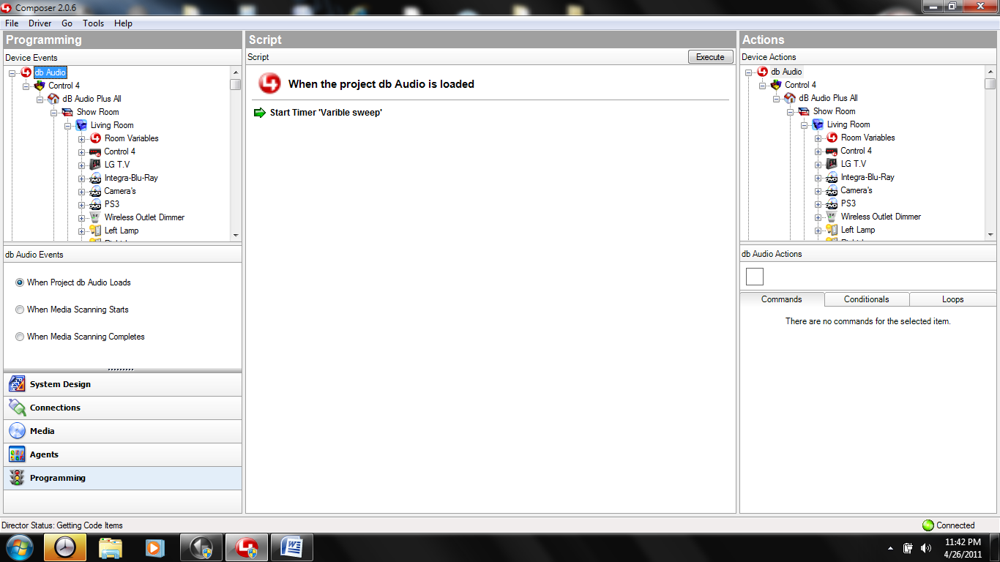 Composer 2.0.6
File Driver Go Tools Help
Programming
Device Events
db Audio
Control 4
dB Audio Plus All
Show Room
Living Room
Room Variables
Control 4
LG T.V
Integra-Blu-Ray
Camera's
PS3
Wireless Outlet Dimmer
Left Lamp
db Audio Events
When Project db Audio Loads
When Media Scanning Starts
When Media Scanning Completes
System Design
Connections
Media
Agents
Programming
Script
Script Execute
When the project db Audio is loaded
Start Timer 'Varible sweep'
Actions
Device Actions
db Audio
Control 4
dB Audio Plus All
Show Room
Living Room
Room Variables
Control 4
LG T.V
Integra-Blu-Ray
Camera's
PS3
Wireless Outlet Dimmer
Left Lamp
db Audio Actions
Commands Conditionals Loops
There are no commands for the selected item.
Director Status: Getting Code Items
Connected
11:42 PM
4/26/2011